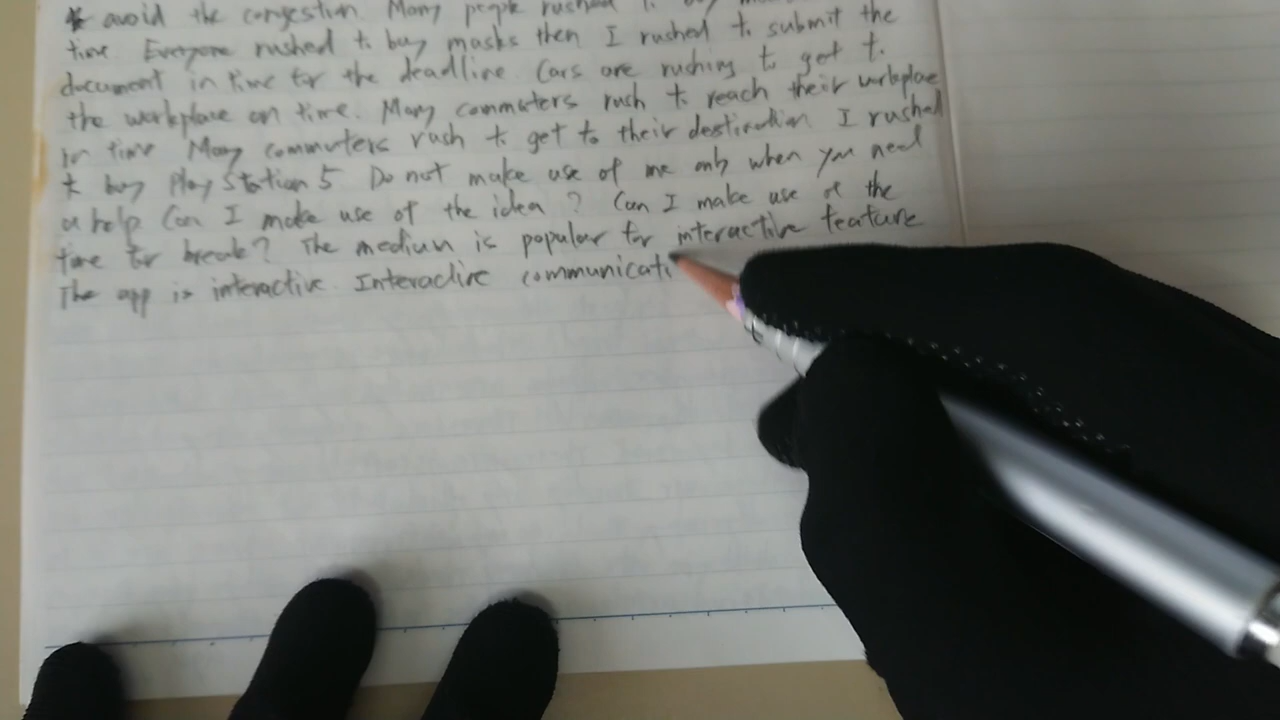 avoid the congestion Many people rushed to buy
time Everyone rushed to buy masks then I rushed to submit the
document in time for the deadline. Cars are rushing to get to
the workplace on time. Many commuters rush to reach their workplace
in time Many commuters rush to get to their destination I rushed
to buy PlayStation 5 Do not make use of me only when you need
a help Can I make use of the idea? Can I make use of the
time for break? The medium is popular for interactive feature
The app is interactive. Interactive communicati